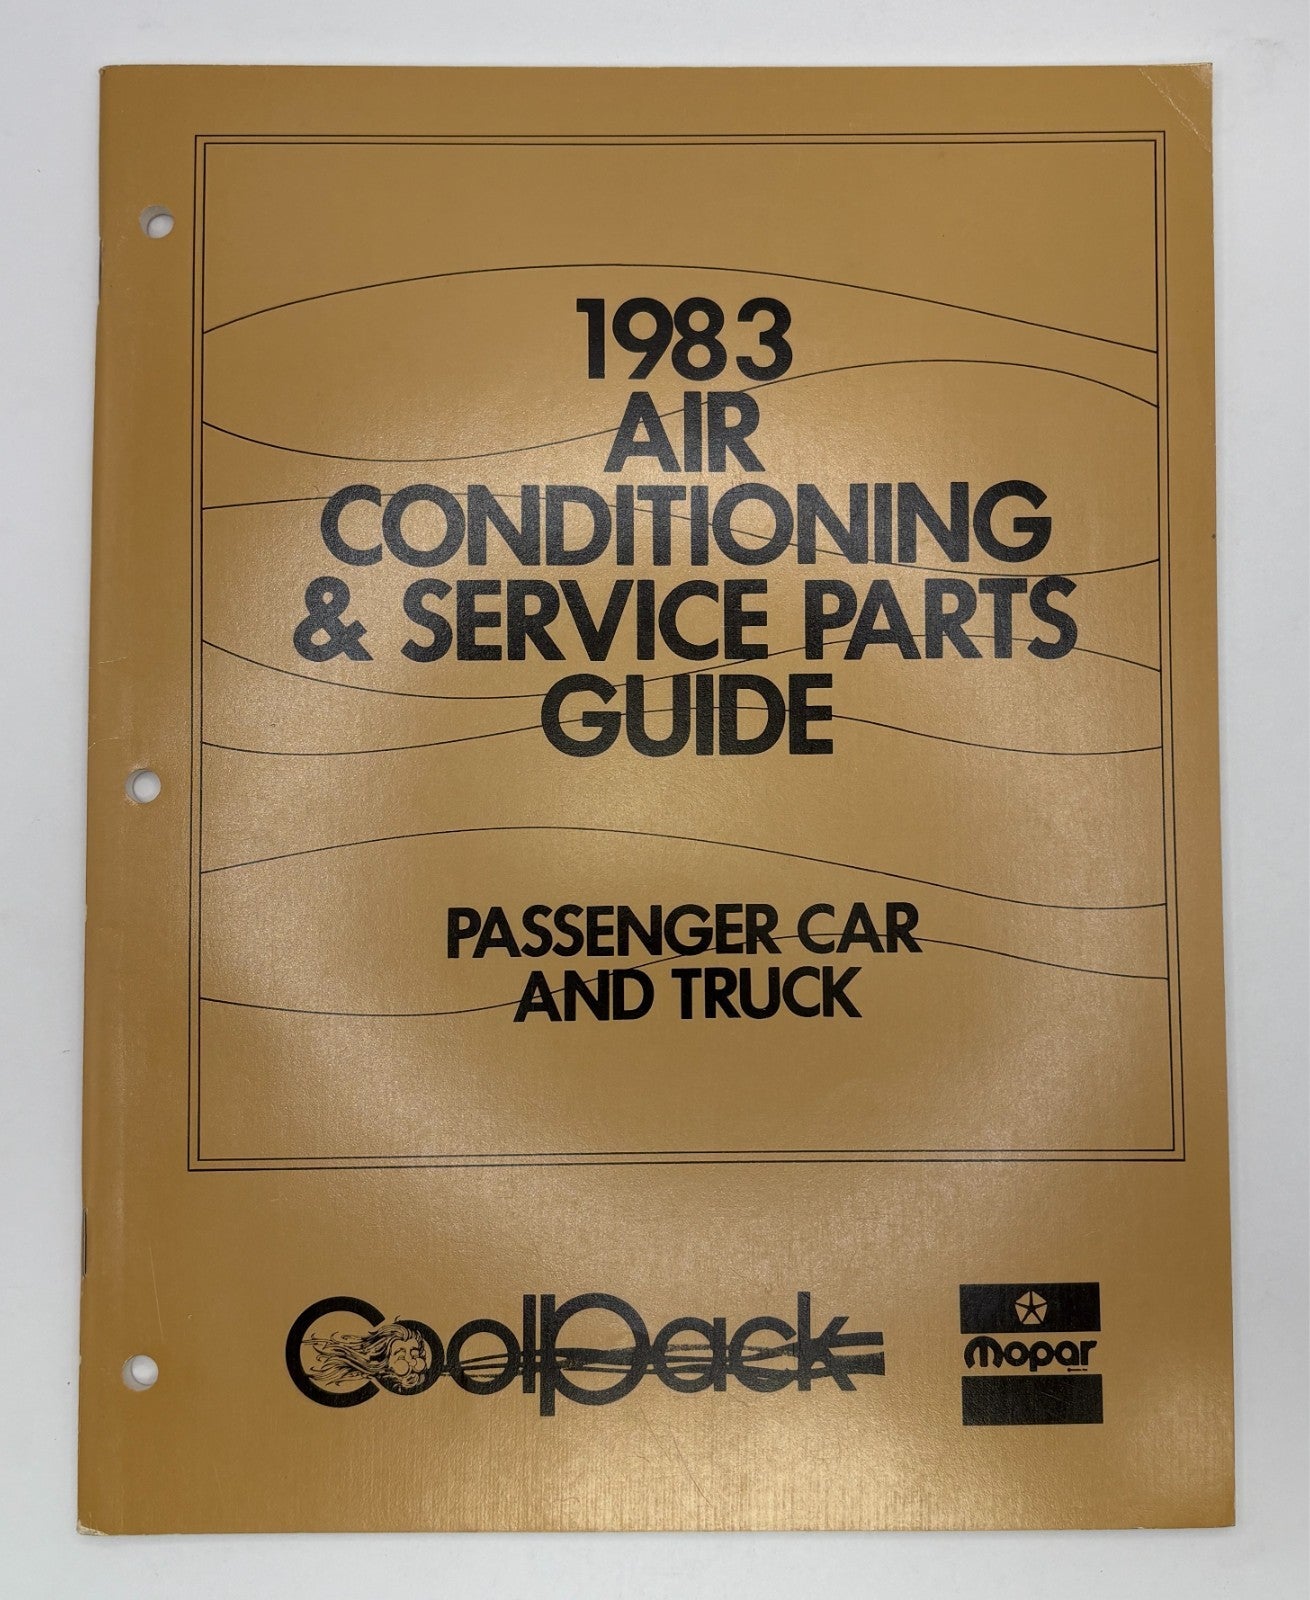 1983
AIR
CONDITIONING
& SERVICE PARTS
GUIDE
PASSENGER CAR
AND TRUCK
CoolPack
Mopar